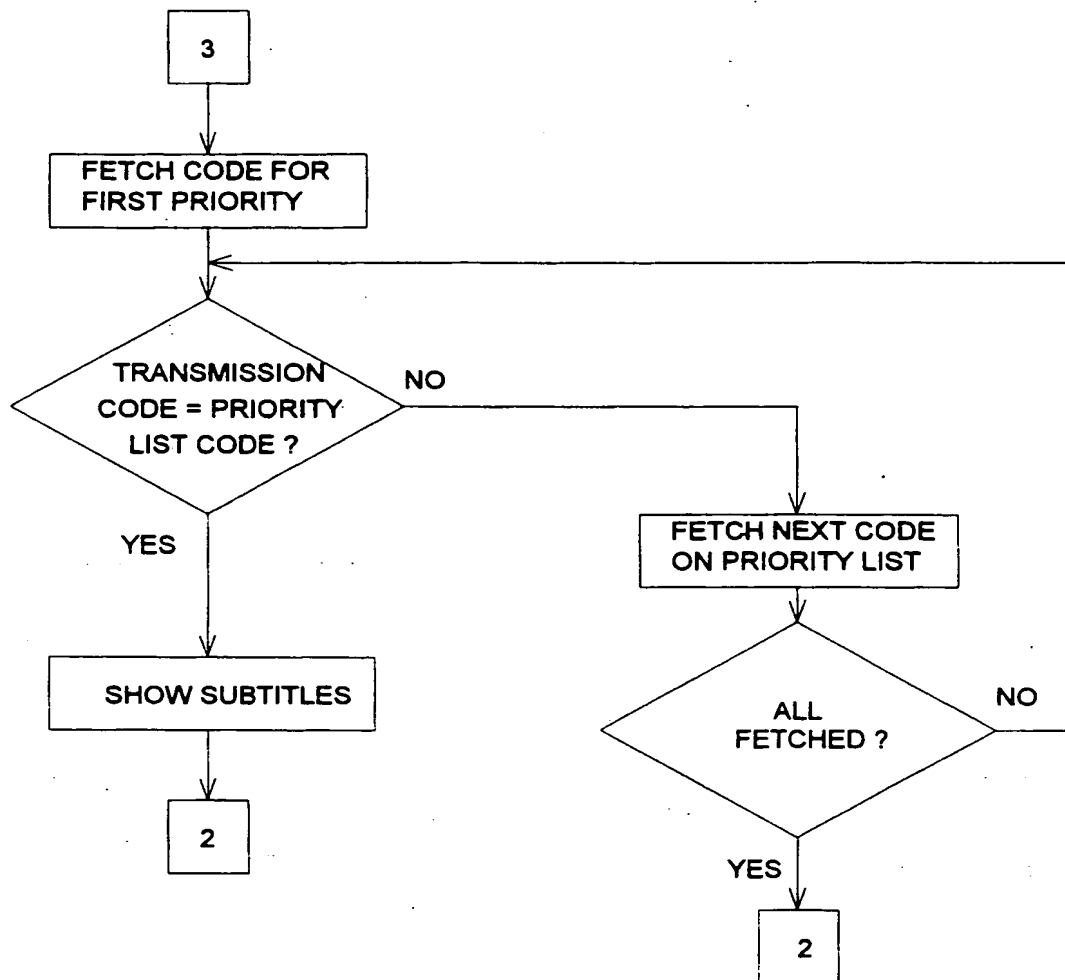 3
FETCH CODE FOR
FIRST PRIORITY
TRANSMISSION
CODE = PRIORITY
LIST CODE ?
NO
YES
FETCH NEXT CODE
ON PRIORITY LIST
SHOW SUBTITLES
ALL
FETCHED ?
NO
2
YES
2